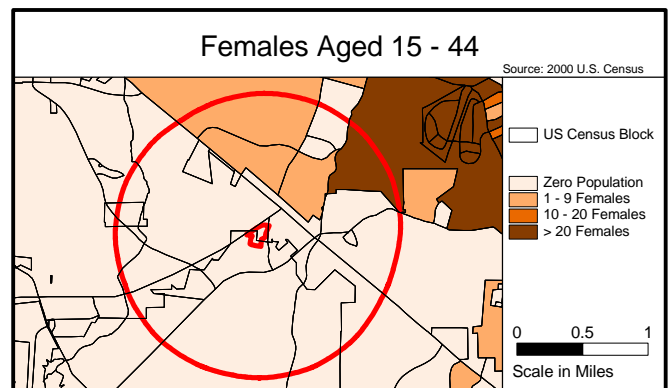 Females Aged 15 - 44
Source: 2000 U.S. Census
US Census Block
Zero Population
1 - 9 Females
10 - 20 Females
> 20 Females
0 0.5 1
Scale in Miles